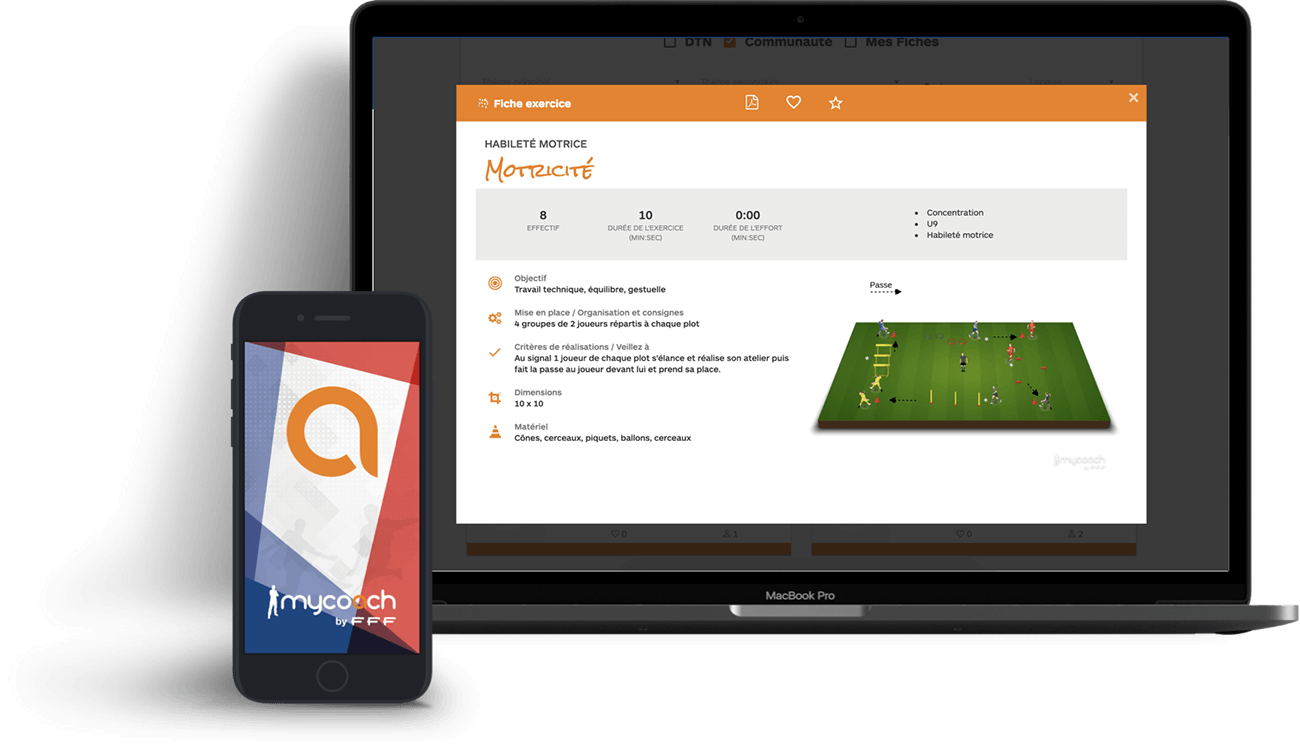 DTN Communauté Mes Fiches
Fiche exercice
HABILETÉ MOTRICE
MOTRICITÉ
8
EFFECTIF
10
DURÉE DE L'EXERCICE
(MIN:SEC)
0:00
DURÉE DE L'EFFORT
(MIN:SEC)
Concentration
U9
Habileté motrice
Objectif
Travail technique, équilibre, gestuelle
Mise en place / Organisation et consignes
4 groupes de 2 joueurs répartis à chaque plot
Critères de réalisations / Veillez à
Au signal 1 joueur de chaque plot s'élance et réalise son atelier puis
fait la passe au joueur devant lui et prend sa place.
Dimensions
10 x 10
Matériel
Cônes, cerceaux, piquets, ballons, cerceaux
Passe
mycoach
by FFF
0 1
0 2
MacBook Pro
mycoach
by FFF